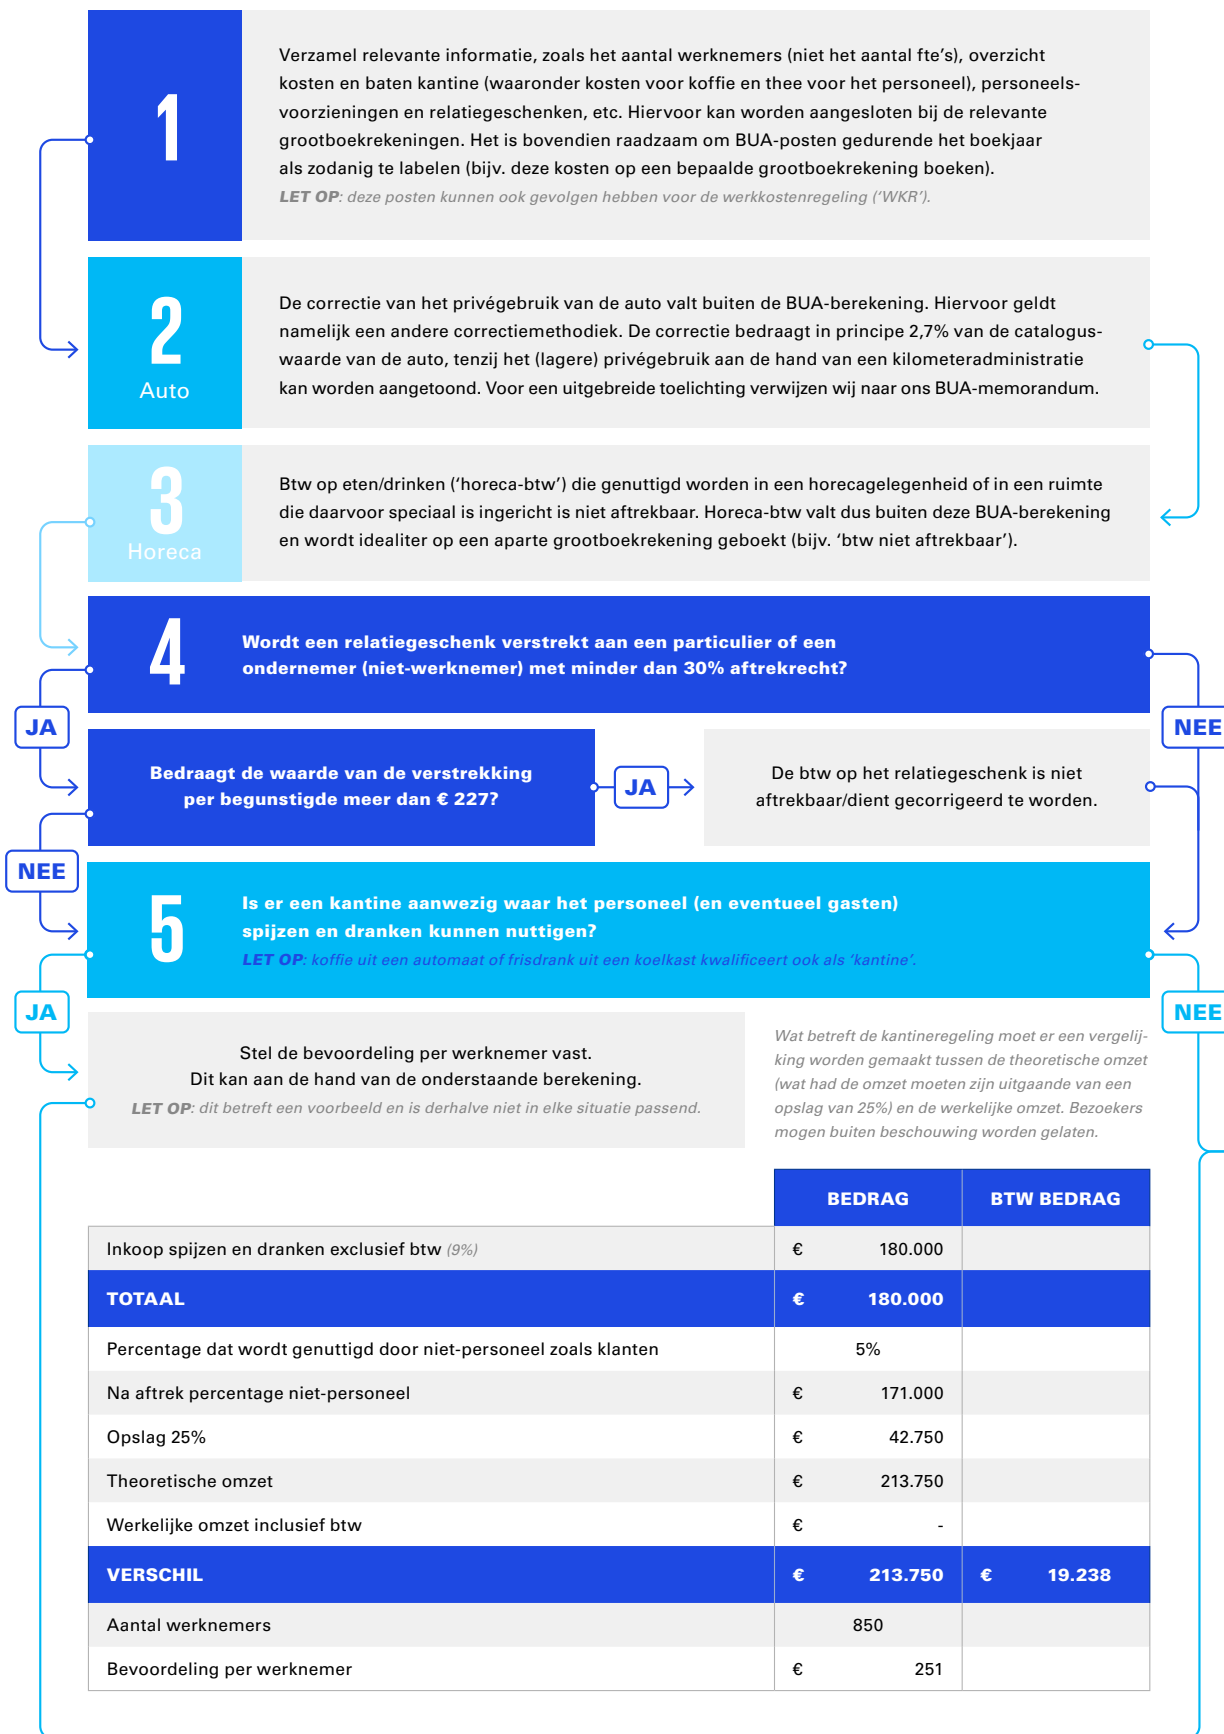 1
Verzamel relevante informatie, zoals het aantal werknemers (niet het aantal fte's), overzicht
kosten en baten kantine (waaronder kosten voor koffie en thee voor het personeel), personeels-
voorzieningen en relatiegeschenken, etc. Hiervoor kan worden aangesloten bij de relevante
grootboekrekeningen. Het is bovendien raadzaam om BUA-posten gedurende het boekjaar
als zodanig te labelen (bijv. deze kosten op een bepaalde grootboekrekening boeken).
LET OP: deze posten kunnen ook gevolgen hebben voor de werkkostenregeling ('WKR').
2
Auto
De correctie van het privégebruik van de auto valt buiten de BUA-berekening. Hiervoor geldt
namelijk een andere correctiemethodiek. De correctie bedraagt in principe 2,7% van de catalogus-
waarde van de auto, tenzij het (lagere) privégebruik aan de hand van een kilometeradministratie
kan worden aangetoond. Voor een uitgebreide toelichting verwijzen wij naar ons BUA-memorandum.
3
Horeca
Btw op eten/drinken ('horeca-btw') die genuttigd worden in een horecagelegenheid of in een ruimte
die daarvoor speciaal is ingericht is niet aftrekbaar. Horeca-btw valt dus buiten deze BUA-berekening
en wordt idealiter op een aparte grootboekrekening geboekt (bijv. 'btw niet aftrekbaar').
4
Wordt een relatiegeschenk verstrekt aan een particulier of een
ondernemer (niet-werknemer) met minder dan 30% aftrekrecht?
JA
NEE
Bedraagt de waarde van de verstrekking
per begunstigde meer dan € 227?
JA
De btw op het relatiegeschenk is niet
aftrekbaar/dient gecorrigeerd te worden.
NEE
5
Is er een kantine aanwezig waar het personeel (en eventueel gasten)
spijzen en dranken kunnen nuttigen?
LET OP: koffie uit een automaat of frisdrank uit een koelkast kwalificeert ook als 'kantine'.
JA
NEE
Stel de bevoordeling per werknemer vast.
Dit kan aan de hand van de onderstaande berekening.
LET OP: dit betreft een voorbeeld en is derhalve niet in elke situatie passend.
Wat betreft de kantineregeling moet er een vergelij-
king worden gemaakt tussen de theoretische omzet
(wat had de omzet moeten zijn uitgaande van een
opslag van 25%) en de werkelijke omzet. Bezoekers
mogen buiten beschouwing worden gelaten.
BEDRAG BTW BEDRAG
Inkoop spijzen en dranken exclusief btw (9%) € 180.000
TOTAAL € 180.000
Percentage dat wordt genuttigd door niet-personeel zoals klanten 5%
Na aftrek percentage niet-personeel € 171.000
Opslag 25% € 42.750
Theoretische omzet € 213.750
Werkelijke omzet inclusief btw € -
VERSCHIL € 213.750 € 19.238
Aantal werknemers 850
Bevoordeling per werknemer € 251